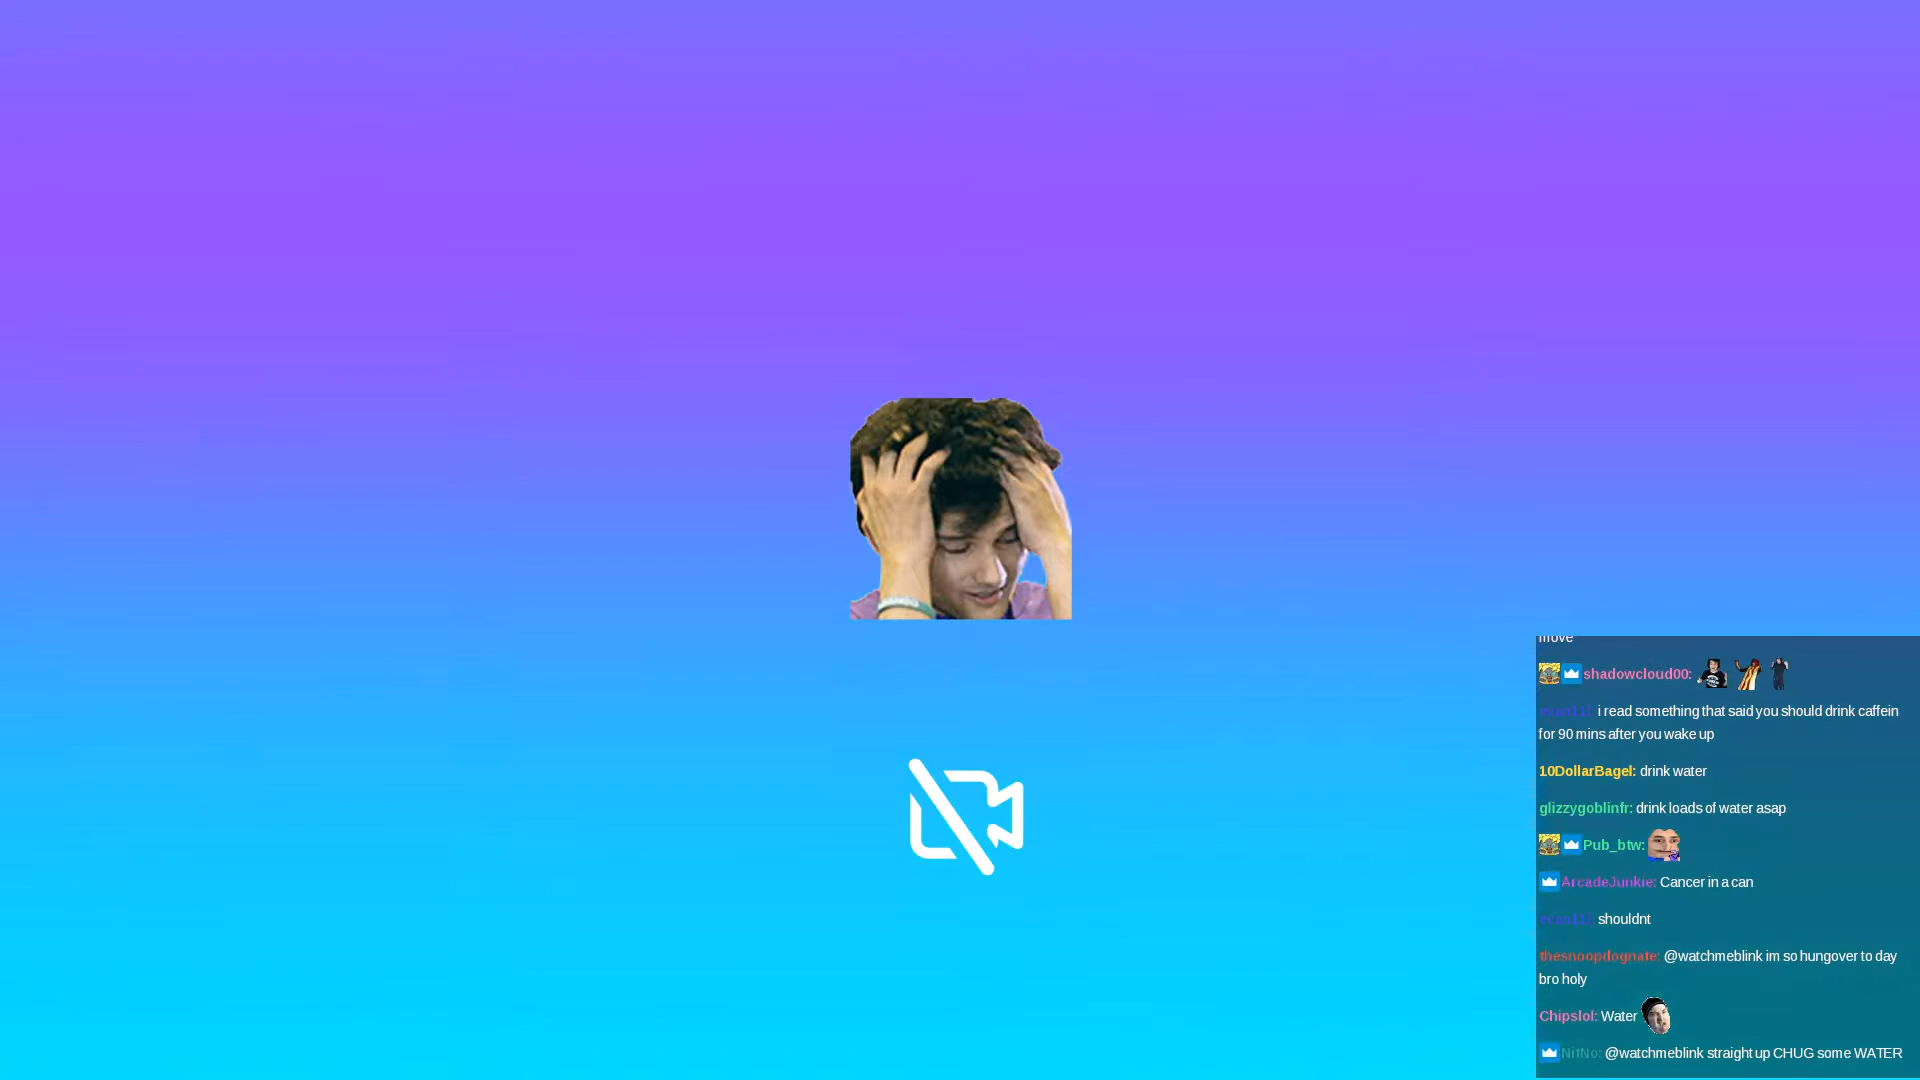 move
shadowcloud00:
i read something that said you should drink caffein
for 90 mins after you wake up
10DollarBagel: drink water
glizzygoblinfr: drink loads of water asap
Pub_btw:
ArcadeJunkie: Cancer in a can
shouldnt
thesnoopdognate: @watchmeblink im so hungover to day
bro holy
Chipslol: Water
NitNo: @watchmeblink straight up CHUG some WATER